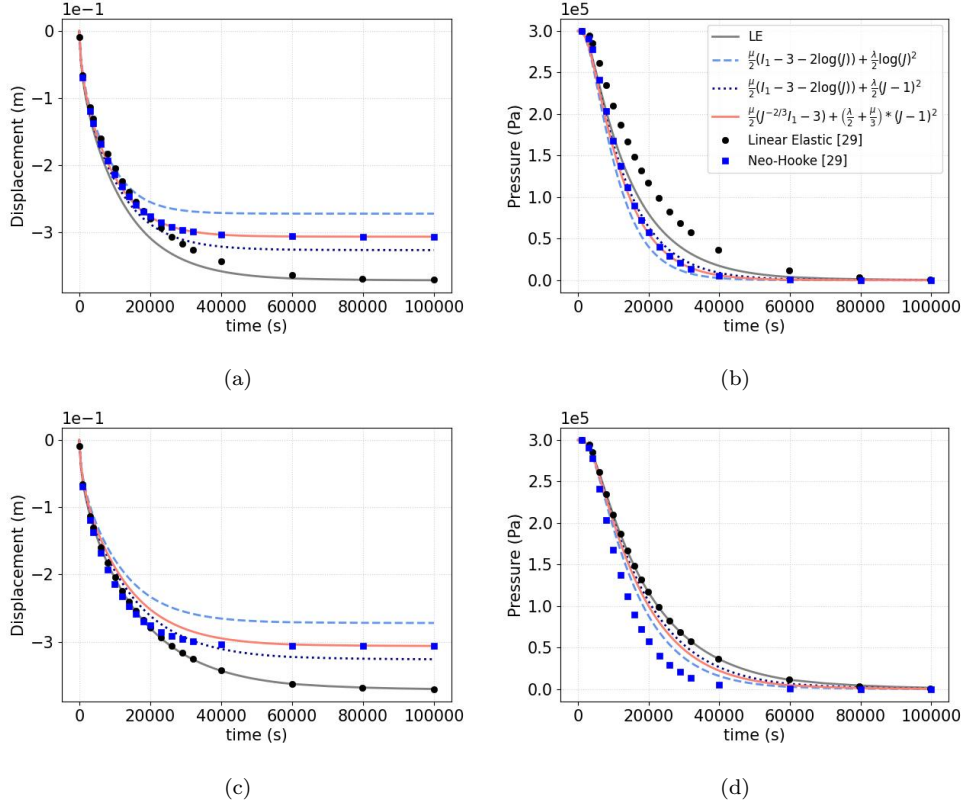 1e−1
−0
−1
−2
−3
Displacement (m)
0 20000 40000 60000 80000 100000
time (s)
(a)
1e5
3.0
2.5
2.0
1.5
1.0
0.5
0.0
Pressure (Pa)
LE
μ/2(I₁ − 3 − 2log(J)) + λ/2 log(J)²
μ/2(I₁ − 3 − 2log(J)) + λ/2(J − 1)²
μ/2(J^{−2/3}I₁ − 3) + (λ/2 + μ/3) * (J − 1)²
Linear Elastic [29]
Neo-Hooke [29]
0 20000 40000 60000 80000 100000
time (s)
(b)
1e−1
0
−1
−2
−3
Displacement (m)
0 20000 40000 60000 80000 100000
time (s)
(c)
1e5
3.0
2.5
2.0
1.5
1.0
0.5
0.0
Pressure (Pa)
0 20000 40000 60000 80000 100000
time (s)
(d)